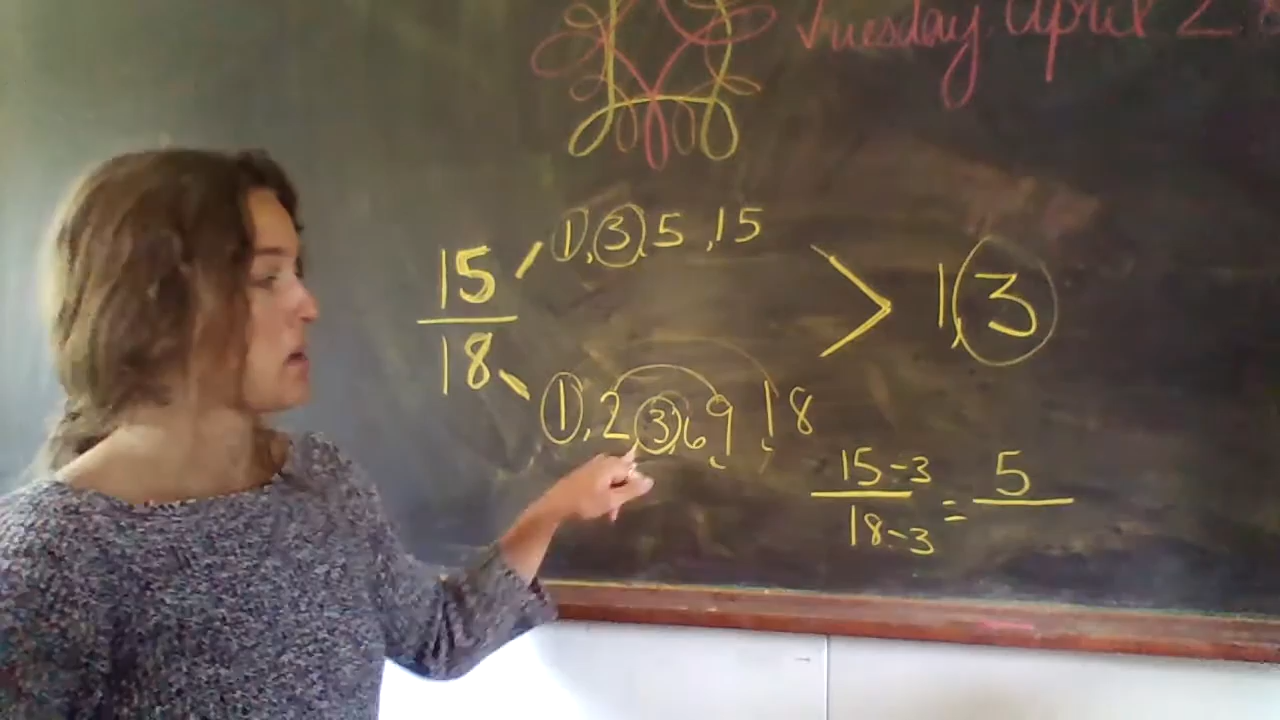 Tuesday, April 2
15
18
1, 3, 5, 15
1, 2, 3, 6 9, 18
> 1, 3
15÷3
18÷3
= 5